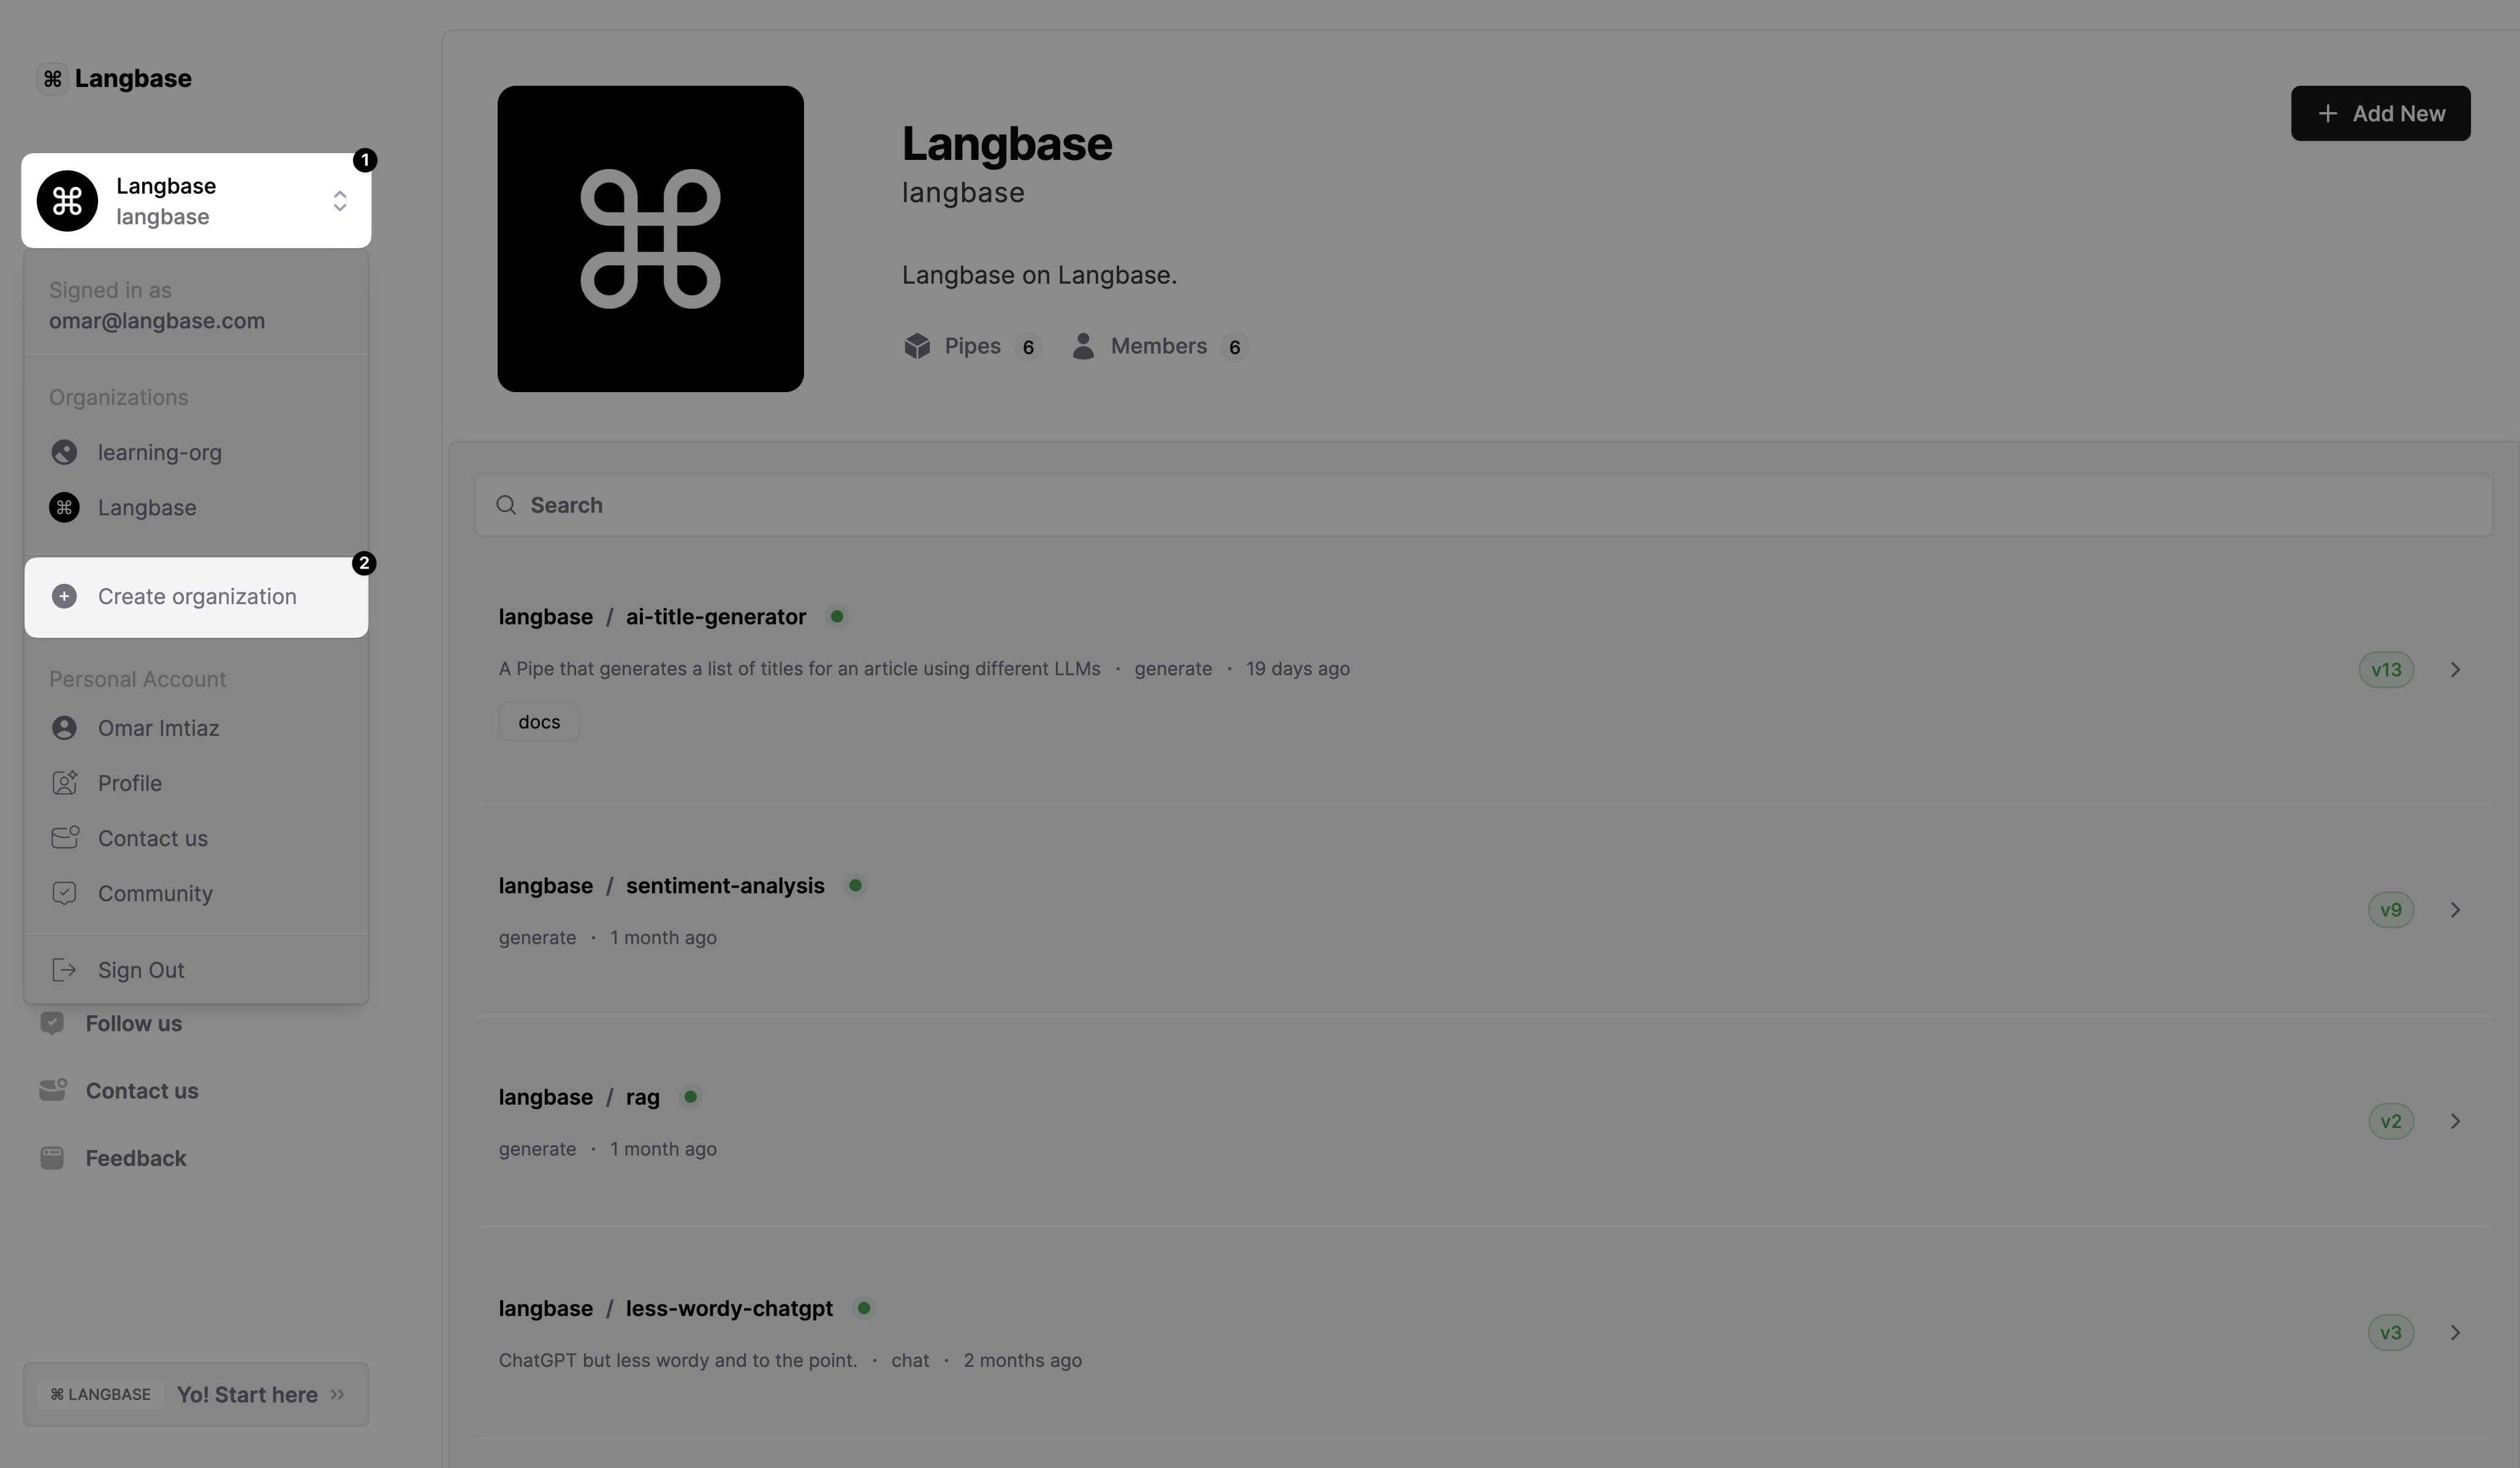 ⌘ Langbase
1
Langbase
langbase
Signed in as
omar@langbase.com
Organizations
learning-org
Langbase
2
Create organization
Personal Account
Omar Imtiaz
Profile
Contact us
Community
Sign Out
Follow us
Contact us
Feedback
⌘ LANGBASE Yo! Start here
Langbase
langbase
Langbase on Langbase.
Pipes 6 Members 6
+ Add New
Search
langbase / ai-title-generator
A Pipe that generates a list of titles for an article using different LLMs · generate · 19 days ago
v13
docs
langbase / sentiment-analysis
generate · 1 month ago
v9
langbase / rag
generate · 1 month ago
v2
langbase / less-wordy-chatgpt
ChatGPT but less wordy and to the point. · chat · 2 months ago
v3